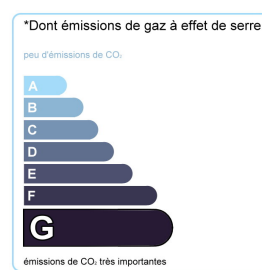 *Dont émissions de gaz à effet de serre
peu d'émissions de CO₂
A
B
C
D
E
F
G
émissions de CO₂ très importantes